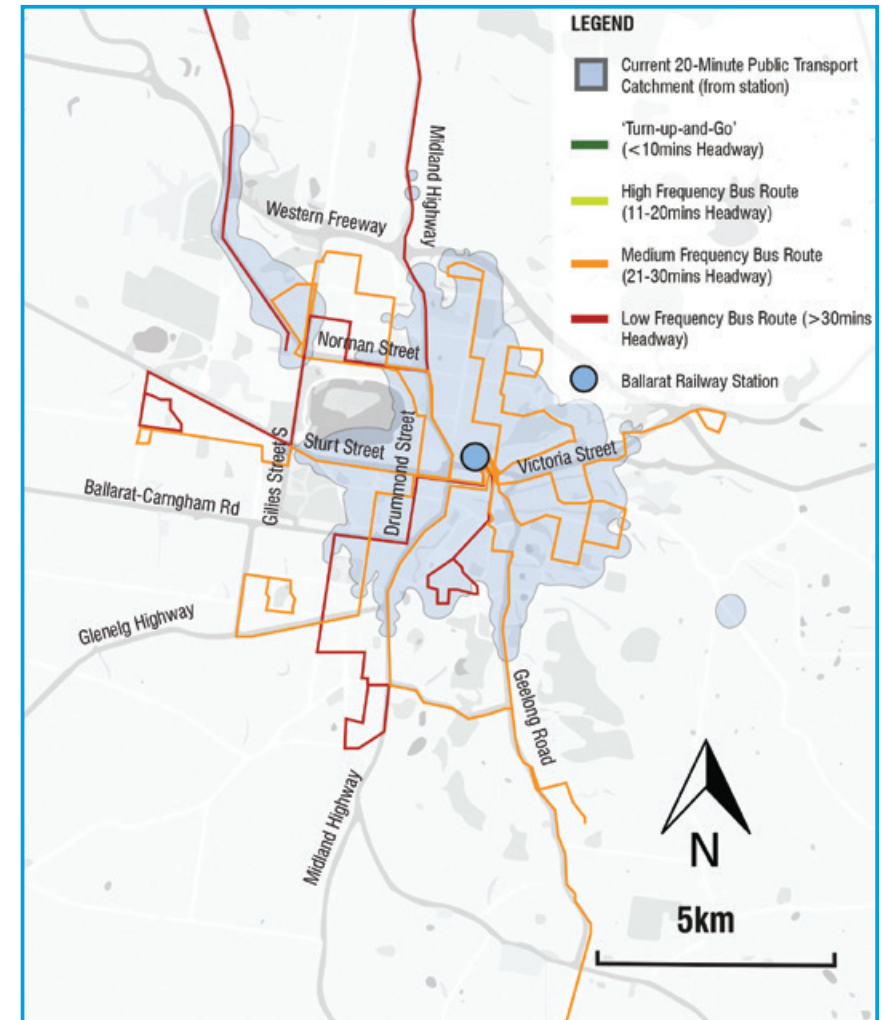 LEGEND
Current 20-Minute Public Transport
Catchment (from station)
‘Turn-up-and-Go’
(<10mins Headway)
High Frequency Bus Route
(11-20mins Headway)
Medium Frequency Bus Route
(21-30mins Headway)
Low Frequency Bus Route (>30mins
Headway)
Ballarat Railway Station
Midland Highway
Western Freeway
Norman Street
Sturt Street
Drummond Street
Victoria Street
Gillies Street S
Ballarat-Carngham Rd
Glenelg Highway
Geelong Road
Midland Highway
N
5km